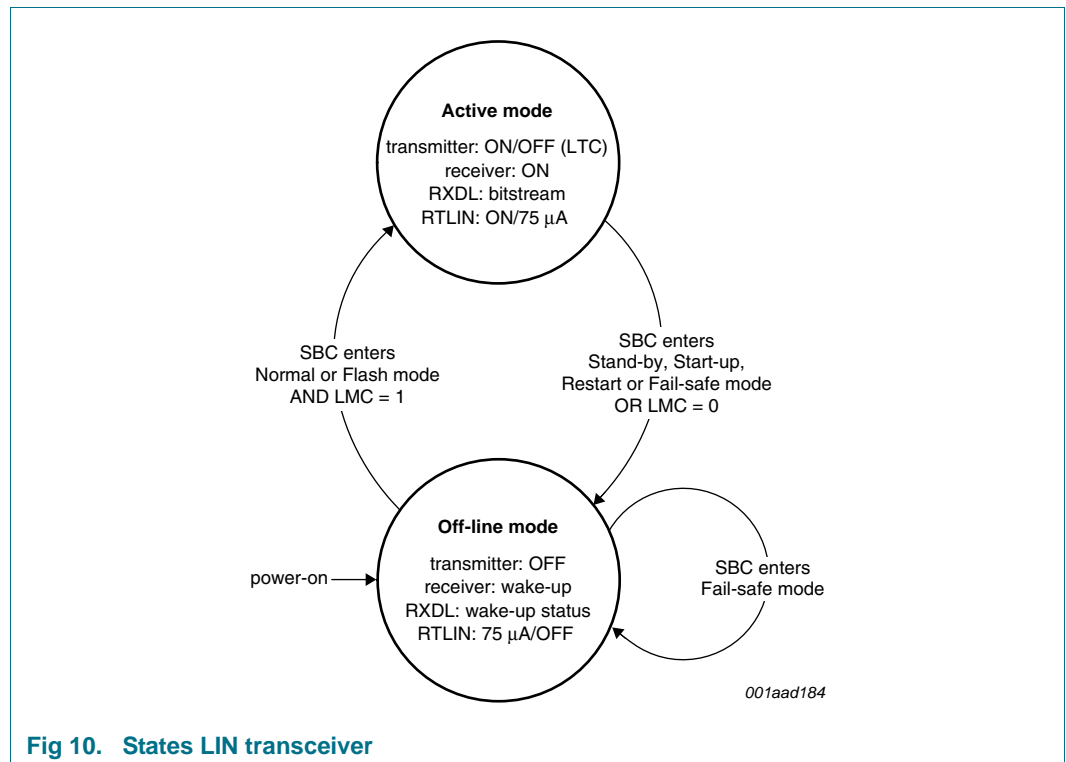 Active mode
transmitter: ON/OFF (LTC)
receiver: ON
RXDL: bitstream
RTLIN: ON/75 μA
SBC enters
Normal or Flash mode
AND LMC = 1
SBC enters
Stand-by, Start-up,
Restart or Fail-safe mode
OR LMC = 0
Off-line mode
transmitter: OFF
receiver: wake-up
RXDL: wake-up status
RTLIN: 75 μA/OFF
power-on
SBC enters
Fail-safe mode
001aad184
Fig 10. States LIN transceiver